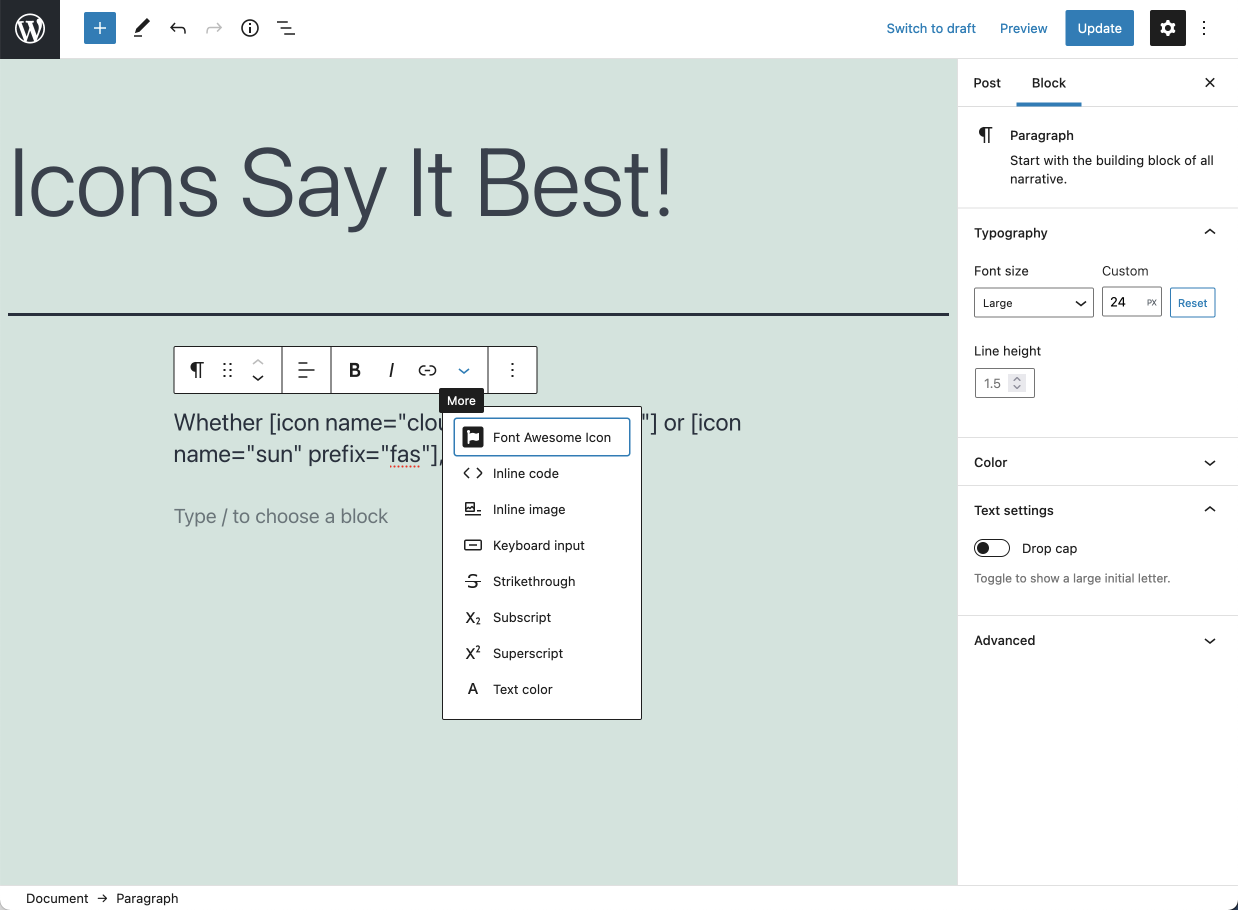 Switch to draft
Preview
Update
Post
Block
Paragraph
Start with the building block of all
narrative.
Typography
Font size
Custom
Large
24
PX
Reset
Line height
1.5
Color
Text settings
Drop cap
Toggle to show a large initial letter.
Advanced
Icons Say It Best!
B I
More
Whether [icon name="clou "] or [icon
name="sun" prefix="fas"],
Type / to choose a block
Font Awesome Icon
Inline code
Inline image
Keyboard input
Strikethrough
X2 Subscript
X2 Superscript
A Text color
Document → Paragraph